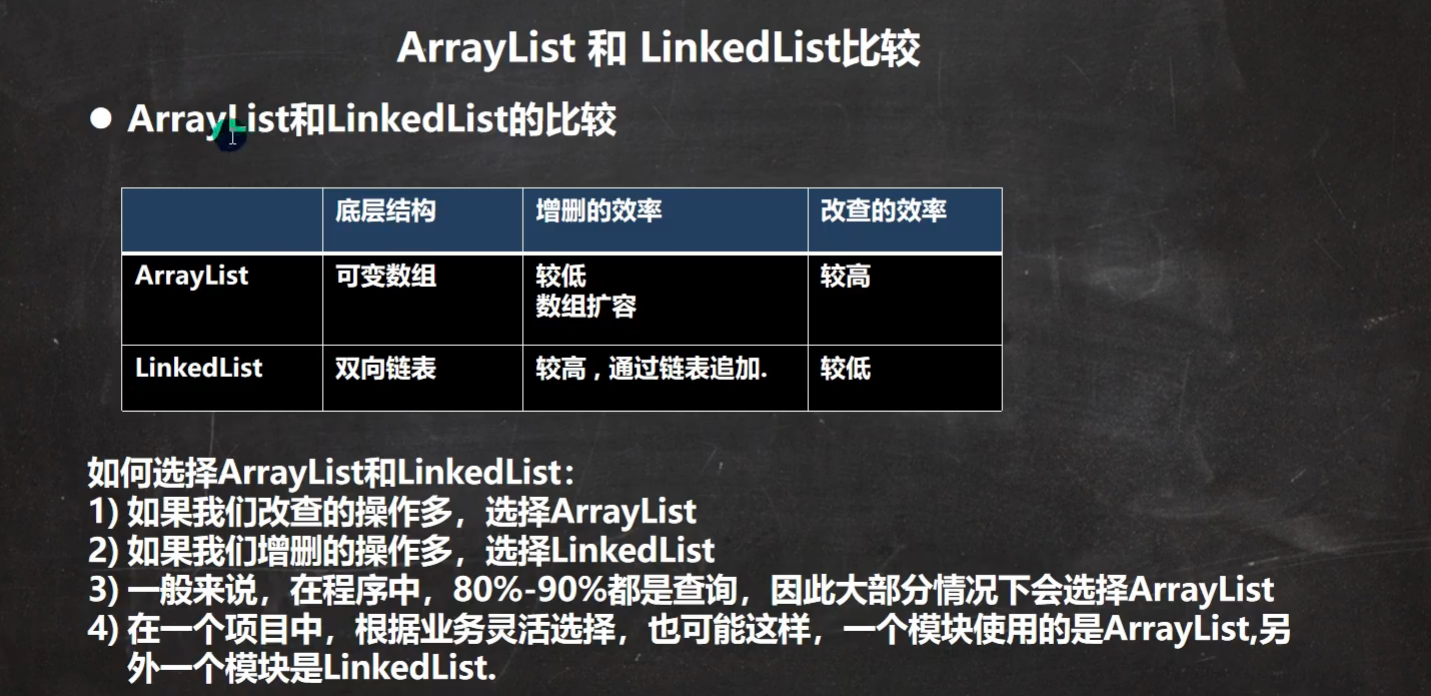 ArrayList 和 LinkedList比较
● ArrayList和LinkedList的比较
底层结构 增删的效率 改查的效率
ArrayList 可变数组 较低 较高
数组扩容
LinkedList 双向链表 较高 , 通过链表追加. 较低
如何选择ArrayList和LinkedList：
1) 如果我们改查的操作多，选择ArrayList
2) 如果我们增删的操作多，选择LinkedList
3) 一般来说，在程序中，80%-90%都是查询，因此大部分情况下会选择ArrayList
4) 在一个项目中，根据业务灵活选择，也可能这样，一个模块使用的是ArrayList,另
外一个模块是LinkedList.